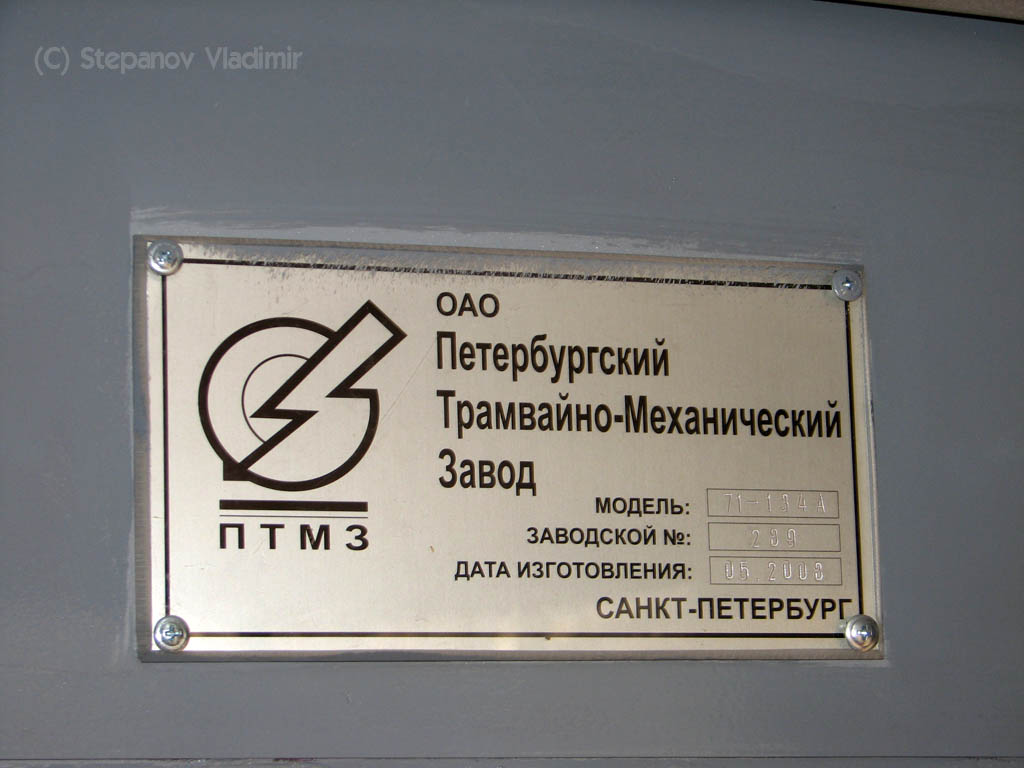 (C) Stepanov Vladimir
ОАО
Петербургский
Трамвайно-Механический
Завод
ПТМЗ
МОДЕЛЬ: 71-134А
ЗАВОДСКОЙ №: 209
ДАТА ИЗГОТОВЛЕНИЯ: 05.2008
САНКТ-ПЕТЕРБУРГ